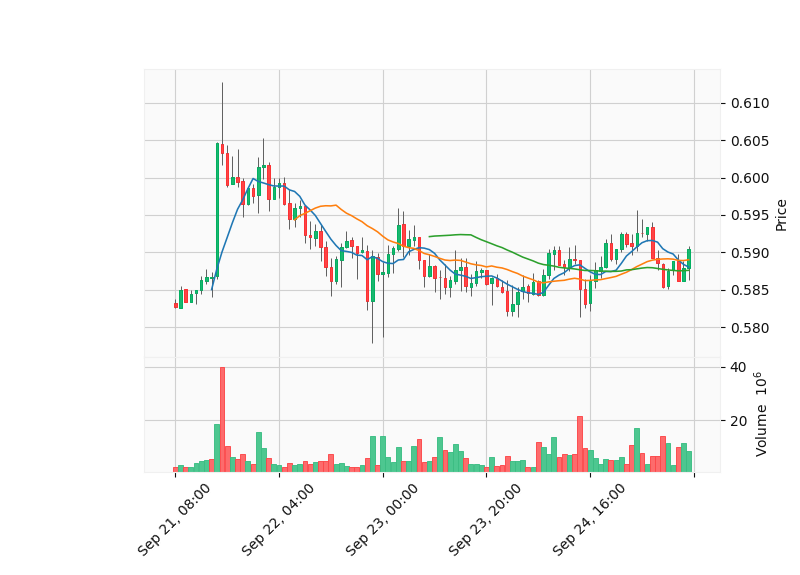 0.610
0.605
0.600
0.595
0.590
0.585
0.580
Price
40
20
Volume 10^6
Sep 21, 08:00
Sep 22, 04:00
Sep 23, 00:00
Sep 23, 20:00
Sep 24, 16:00